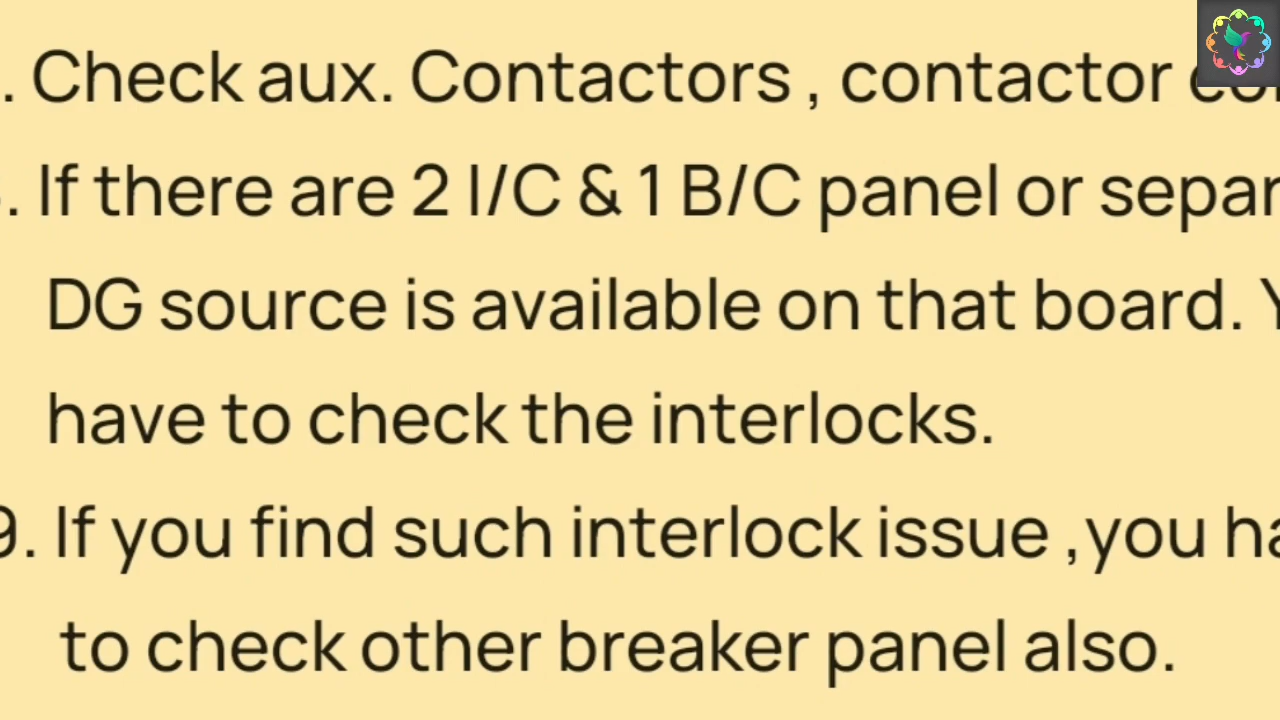 . Check aux. Contactors , contactor
. If there are 2 I/C & 1 B/C panel or
DG source is available on that board.
have to check the interlocks.
9. If you find such interlock issue ,you
to check other breaker panel also.